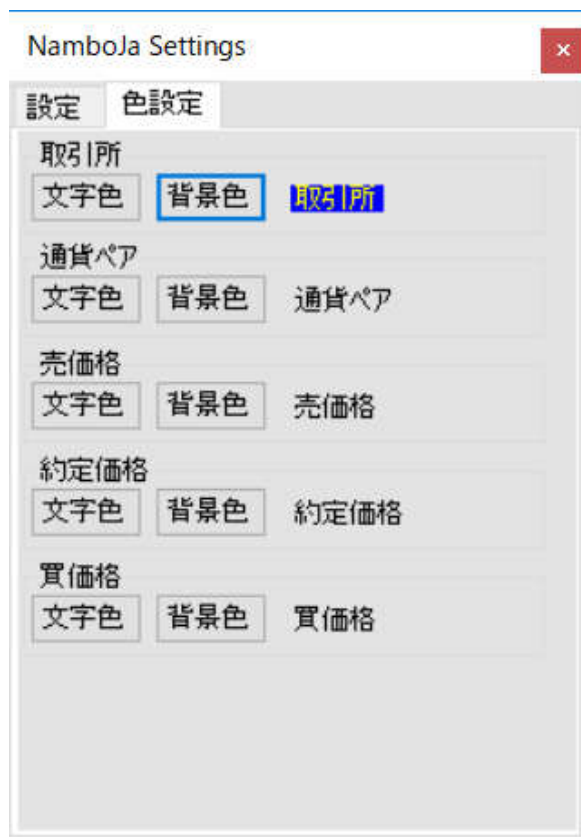 NamboJa Settings
設定 色設定
取引所
文字色 背景色 取引所
通貨ペア
文字色 背景色 通貨ペア
売価格
文字色 背景色 売価格
約定価格
文字色 背景色 約定価格
買価格
文字色 背景色 買価格